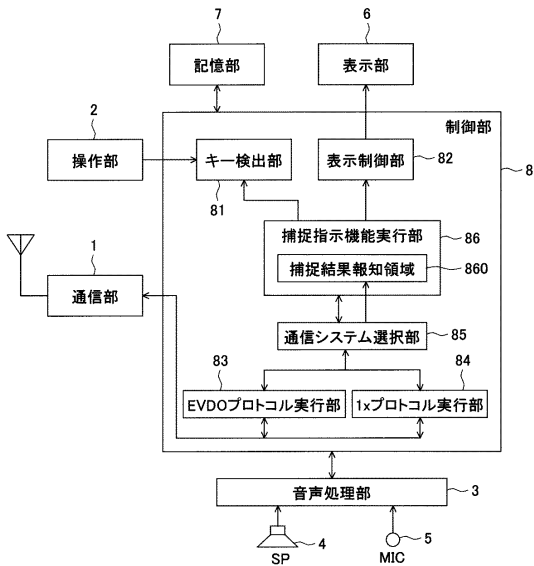 7
6
記憶部
表示部
制御部
2
操作部
キー検出部
81
表示制御部
82
8
捕捉指示機能実行部
86
捕捉結果報知領域
860
1
通信部
通信システム選択部
85
83
84
EVDOプロトコル実行部
1xプロトコル実行部
音声処理部
3
4
5
SP
MIC